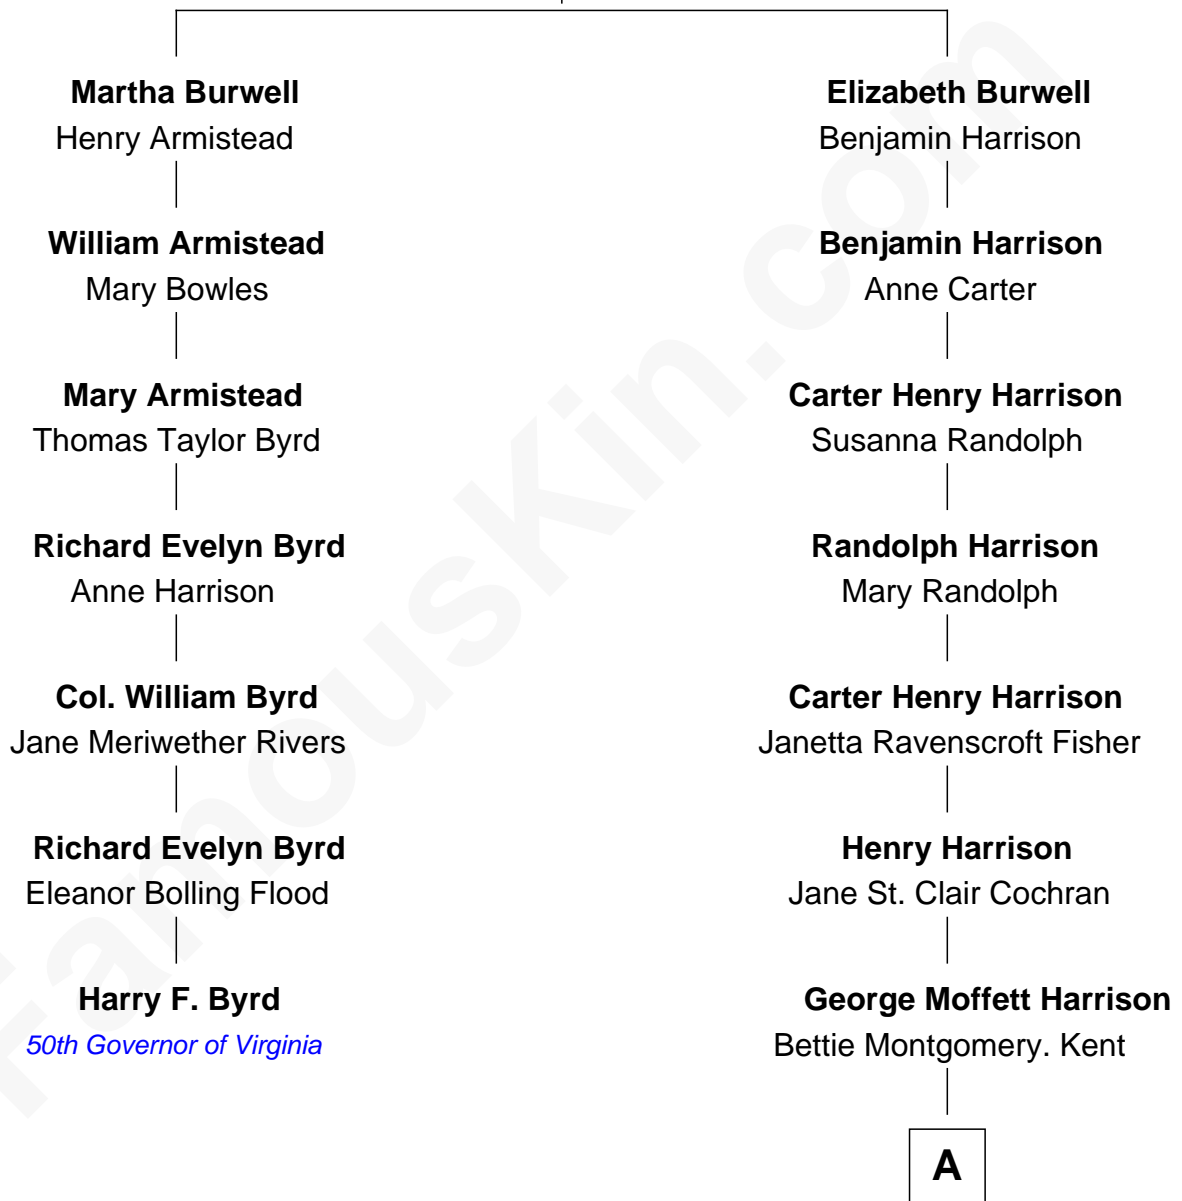 Martha Burwell
Henry Armistead
William Armistead
Mary Bowles
Mary Armistead
Thomas Taylor Byrd
Richard Evelyn Byrd
Anne Harrison
Col. William Byrd
Jane Meriwether Rivers
Richard Evelyn Byrd
Eleanor Bolling Flood
Harry F. Byrd
50th Governor of Virginia
Elizabeth Burwell
Benjamin Harrison
Benjamin Harrison
Anne Carter
Carter Henry Harrison
Susanna Randolph
Randolph Harrison
Mary Randolph
Carter Henry Harrison
Janetta Ravenscroft Fisher
Henry Harrison
Jane St. Clair Cochran
George Moffett Harrison
Bettie Montgomery. Kent
A
FamousKin.com